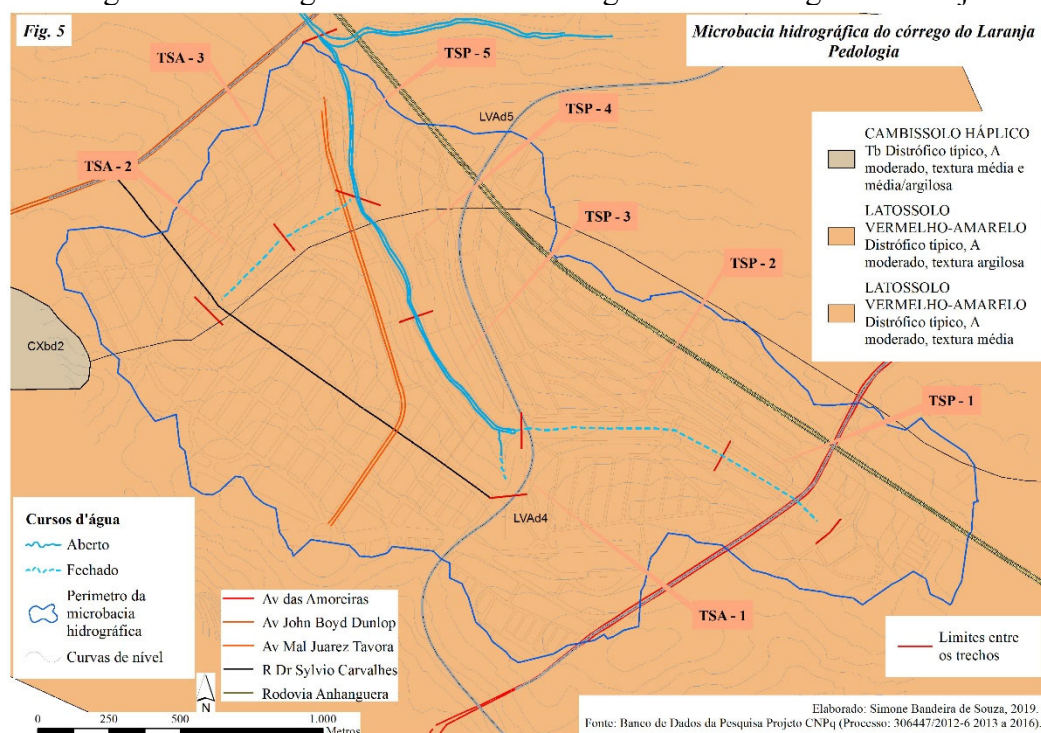 Fig. 5
Microbacia hidrográfica do córrego do Laranja
Pedologia
TSA - 3
TSP - 5
TSP - 4
LVAd5
TSA - 2
TSP - 3
TSP - 2
TSP - 1
CXbd2
LVAd4
TSA - 1
CAMBISSOLO HÁPLICO
Tb Distrófico típico, A
moderado, textura média e
média/argilosa
LATOSSOLO
VERMELHO-AMARELO
Distrófico típico, A
moderado, textura argilosa
LATOSSOLO
VERMELHO-AMARELO
Distrófico típico, A
moderado, textura média
Cursos d'água
Aberto
Fechado
Perímetro da
microbacia
hidrográfica
Curvas de nível
Av das Amoreiras
Av John Boyd Dunlop
Av Mal Juarez Tavora
R Dr Sylvio Carvalhes
Rodovia Anhanguera
Limites entre
os trechos
N
0 250 500 1.000
Metros
Elaborado: Simone Bandeira de Souza, 2019.
Fonte: Banco de Dados da Pesquisa Projeto CNPq (Processo: 306447/2012-6 2013 a 2016).